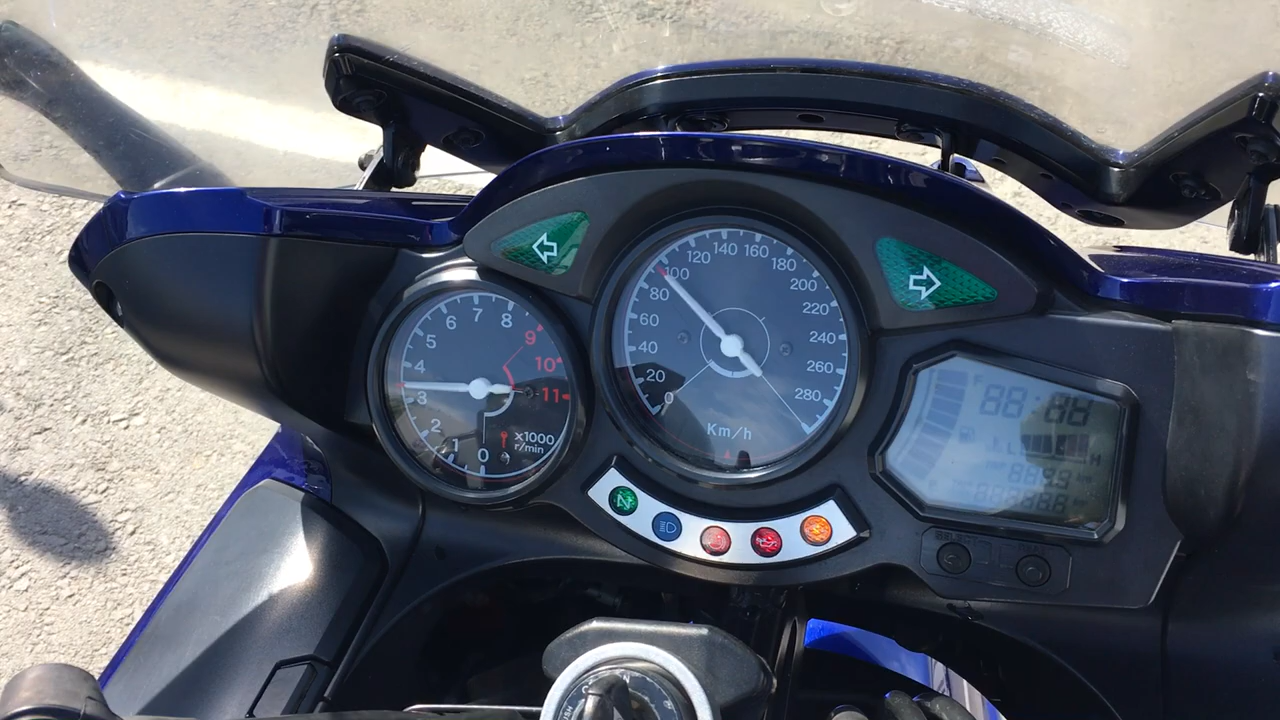 0 1 2 3 4 5 6 7 8 9 10 11
x1000
r/min
0 20 40 60 80 100 120 140 160 180 200 220 240 260 280
Km/h
N
F
88:88
H
SELECT